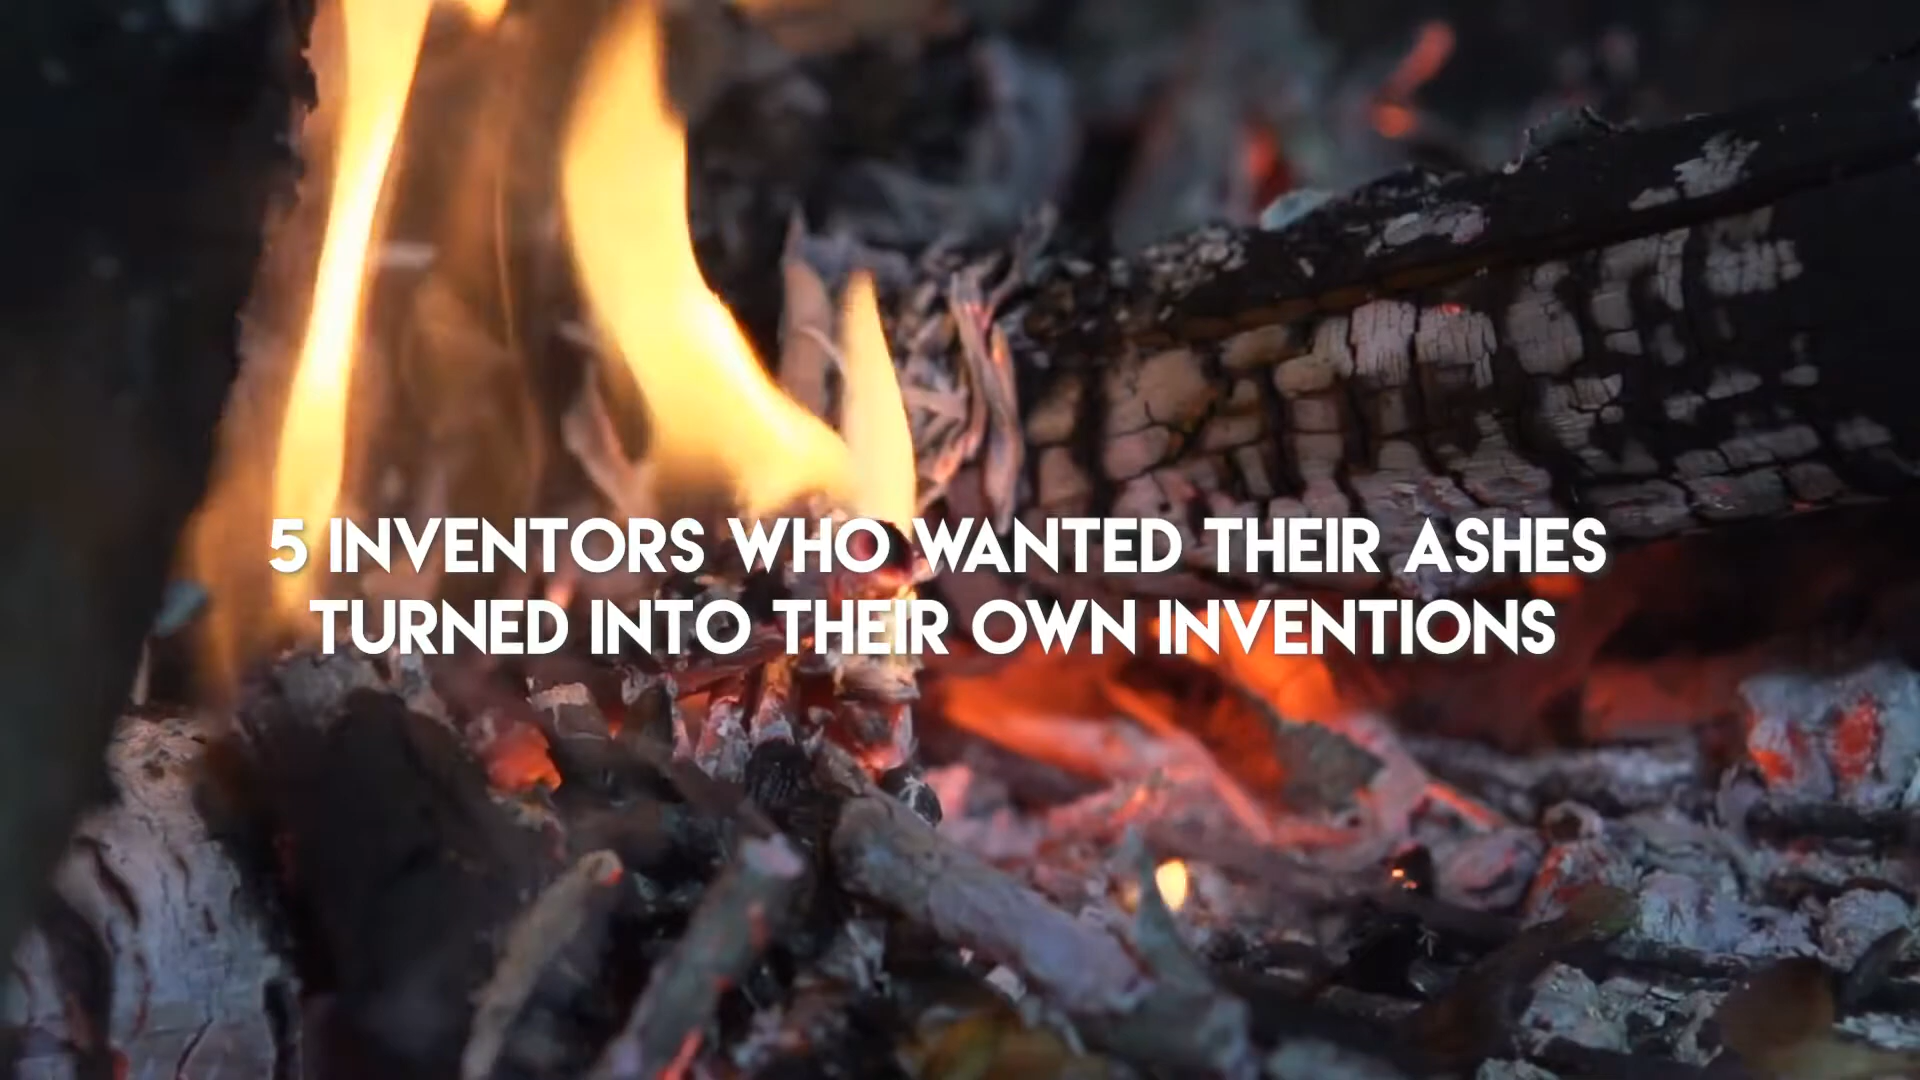 5 INVENTORS WHO WANTED THEIR ASHES
TURNED INTO THEIR OWN INVENTIONS